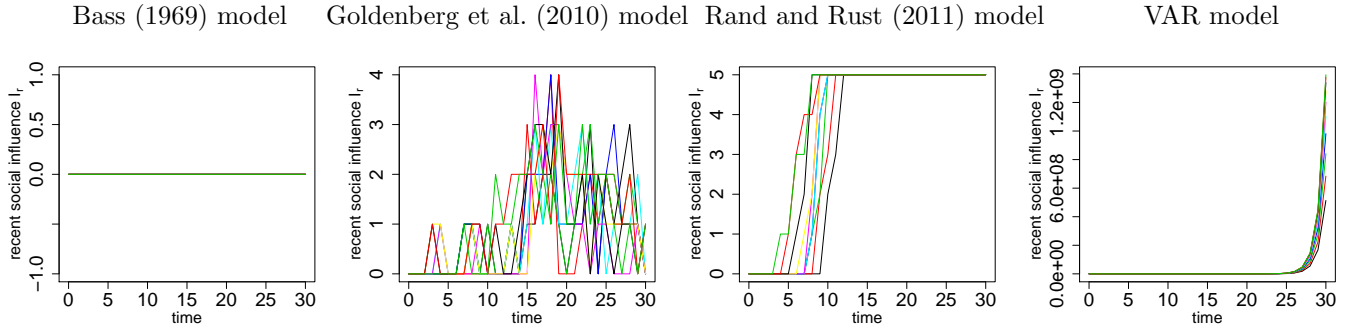 Bass (1969) model
Goldenberg et al. (2010) model
Rand and Rust (2011) model
VAR model
recent social influence Ir
1.0
0.5
0.0
−1.0
0 5 10 15 20 25 30
time
recent social influence Ir
4
3
2
1
0
0 5 10 15 20 25 30
time
recent social influence Ir
5
4
3
2
1
0
0 5 10 15 20 25 30
time
recent social influence Ir
1.2e+09
6.0e+08
0.0e+00
0 5 10 15 20 25 30
time